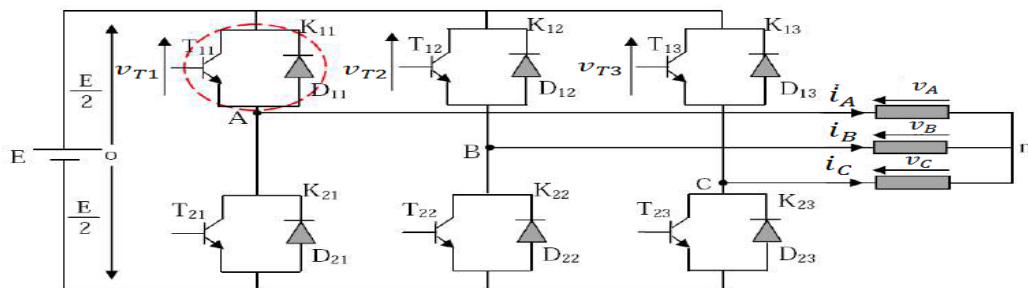 K11 K12 K13
T11 T12 T13
vT1 vT2 vT3
E/2
D11 D12 D13
iA vA
A
iB vB
B
E o n
iC vC
C
K21 K22 K23
E/2
T21 T22 T23
D21 D22 D23